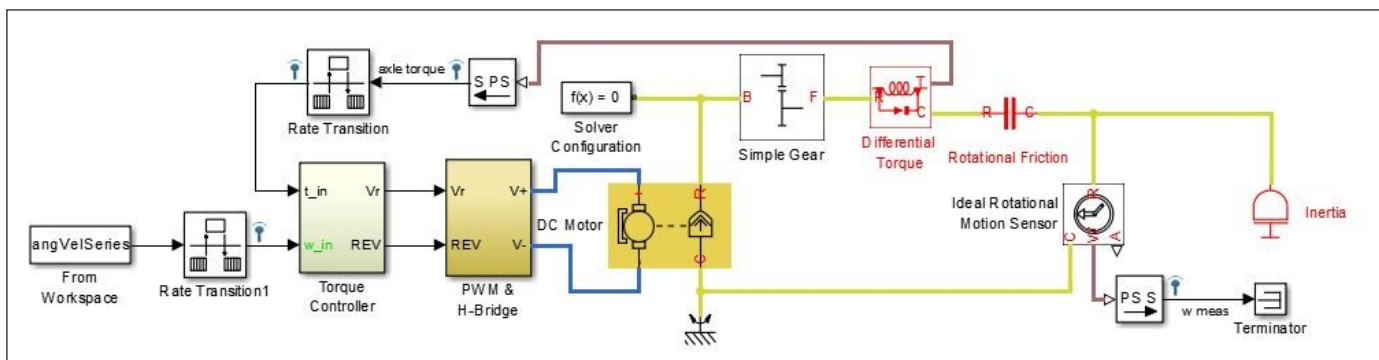 axle torque
S PS
Rate Transition
f(x) = 0
Solver
Configuration
B
F
Simple Gear
R
T
C
Differential
Torque
R
C
Rotational Friction
t_in
w_in
Vr
REV
Torque
Controller
Vr
REV
V+
V-
PWM &
H-Bridge
DC Motor
+
-
R
C
Ideal Rotational
Motion Sensor
R
C
W
A
Inertia
angVelSeries
From
Workspace
Rate Transition1
PS S
w meas
Terminator